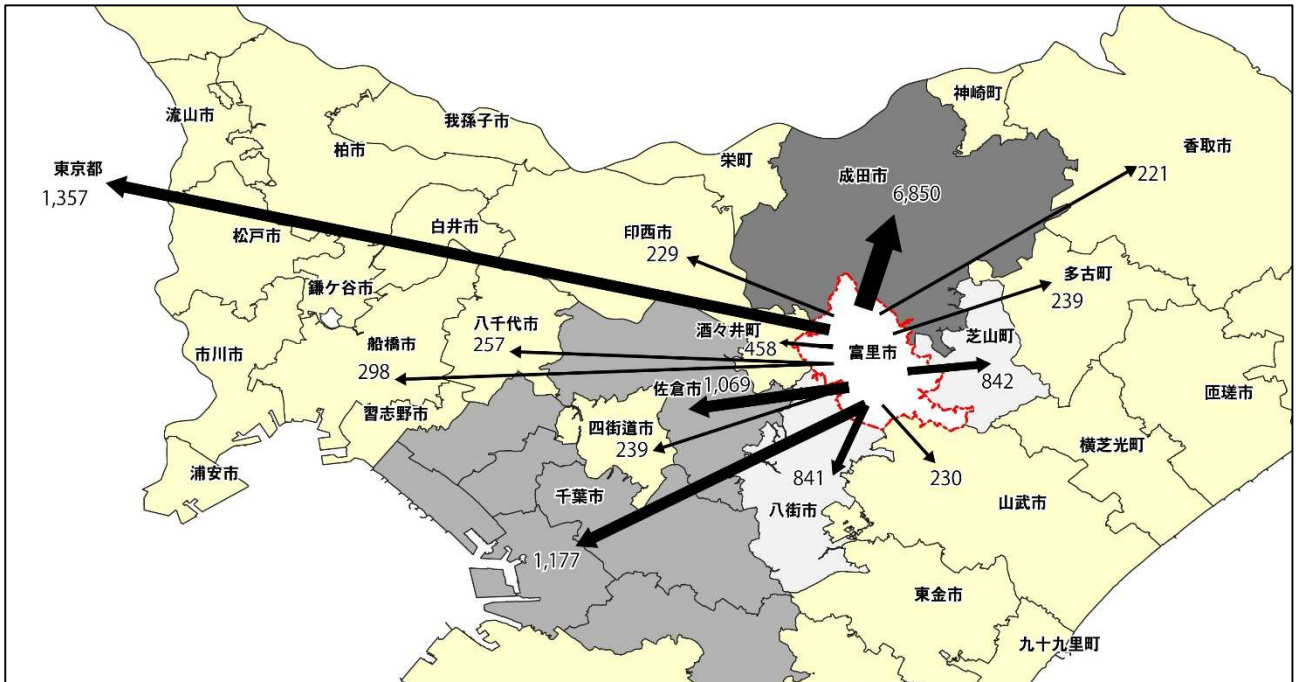 神崎町
流山市
我孫子市
香取市
柏市
栄町
東京都
1,357
成田市
6,850
221
白井市
印西市
229
松戸市
多古町
239
鎌ケ谷市
八千代市
257
酒々井町
458
芝山町
842
市川市
船橋市
298
富里市
佐倉市
1,069
匝瑳市
習志野市
四街道市
239
横芝光町
浦安市
841
230
千葉市
1,177
八街市
山武市
東金市
九十九里町